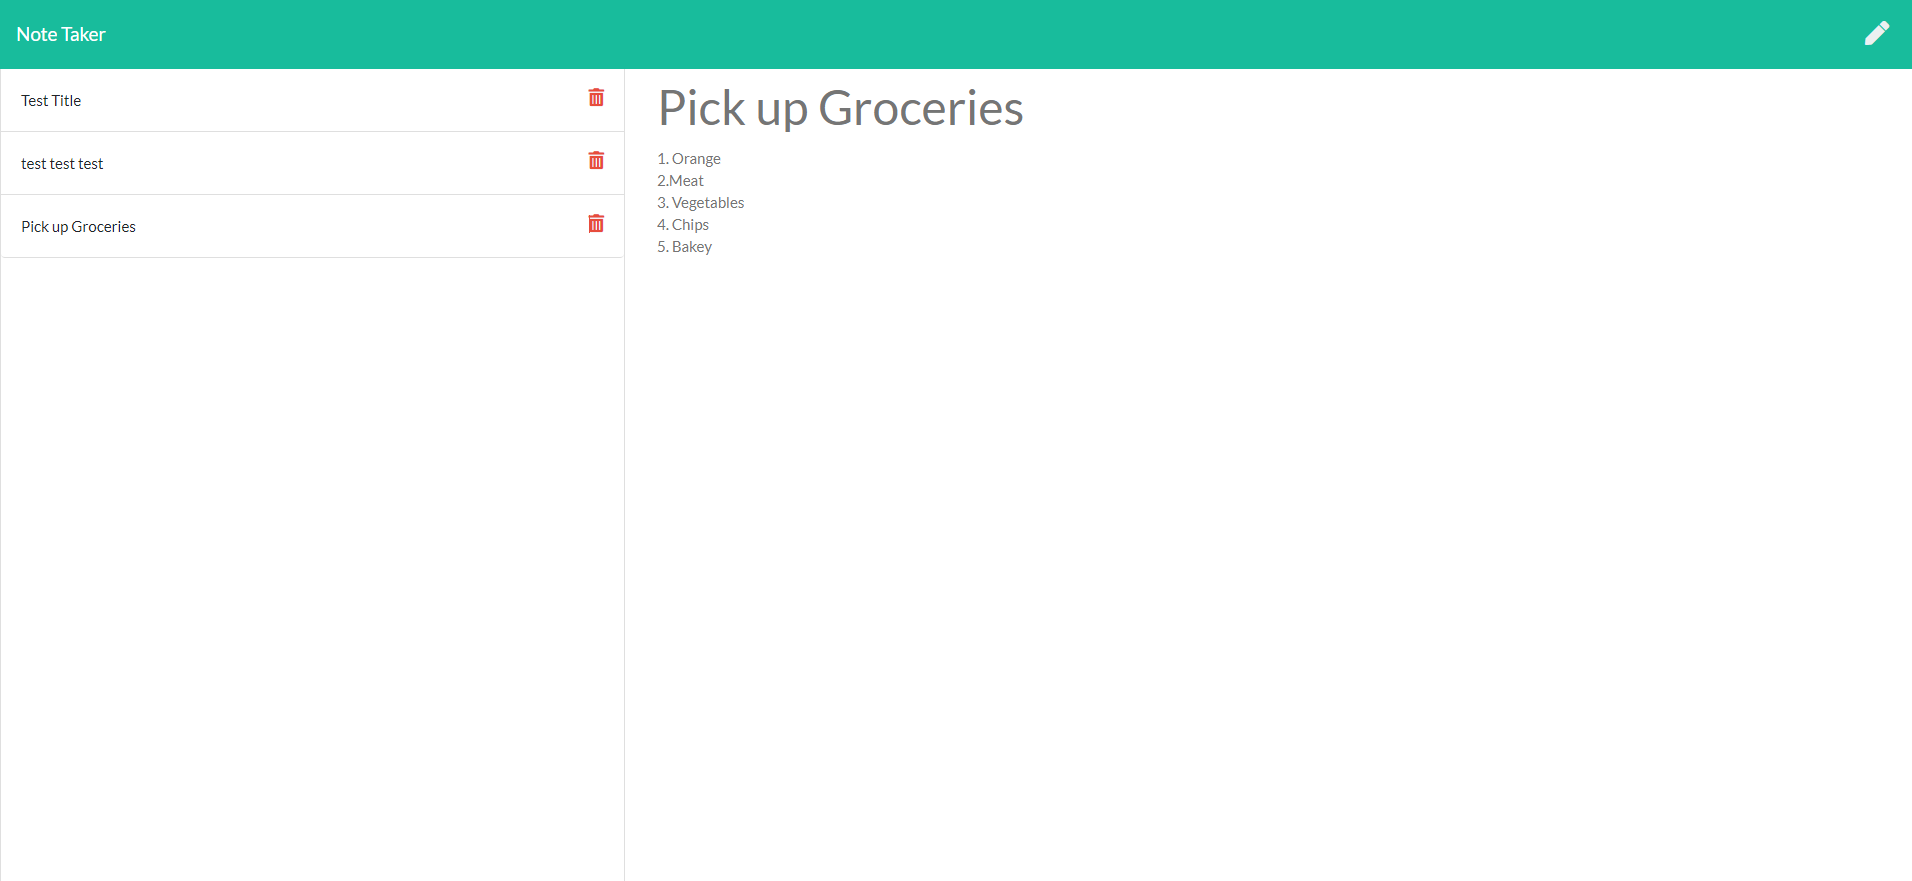 Note Taker
Test Title
test test test
Pick up Groceries
Pick up Groceries
1. Orange
2.Meat
3. Vegetables
4. Chips
5. Bakey